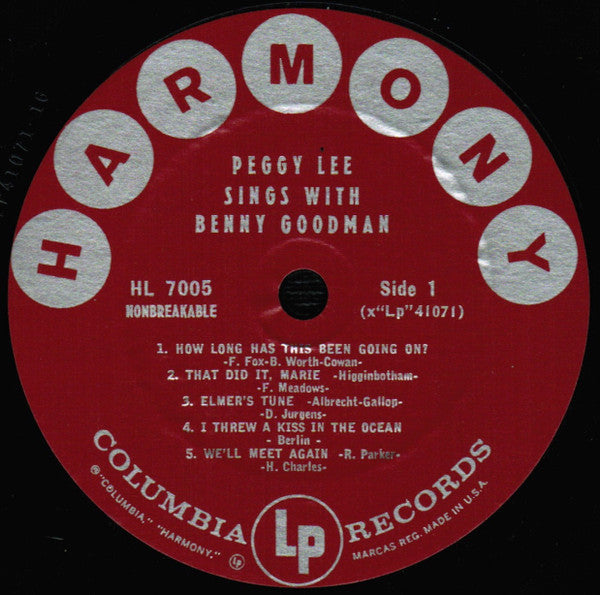 HARMONY
PEGGY LEE
SINGS WITH
BENNY GOODMAN
HL 7005
NONBREAKABLE
Side 1
(x"Lp"41071)
1. HOW LONG HAS THIS BEEN GOING ON?
-F. Fox-B. Worth-Cowan-
2. THAT DID IT, MARIE -Higginbotham-
-F. Meadows-
3. ELMER'S TUNE -Albrecht-Gallop-
-D. Jurgens-
4. I THREW A KISS IN THE OCEAN
- Berlin -
5. WE'LL MEET AGAIN -R. Parker-
-H. Charles-
COLUMBIA
Lp
RECORDS
® "COLUMBIA," "HARMONY," Lp
MARCAS REG. MADE IN U.S.A.